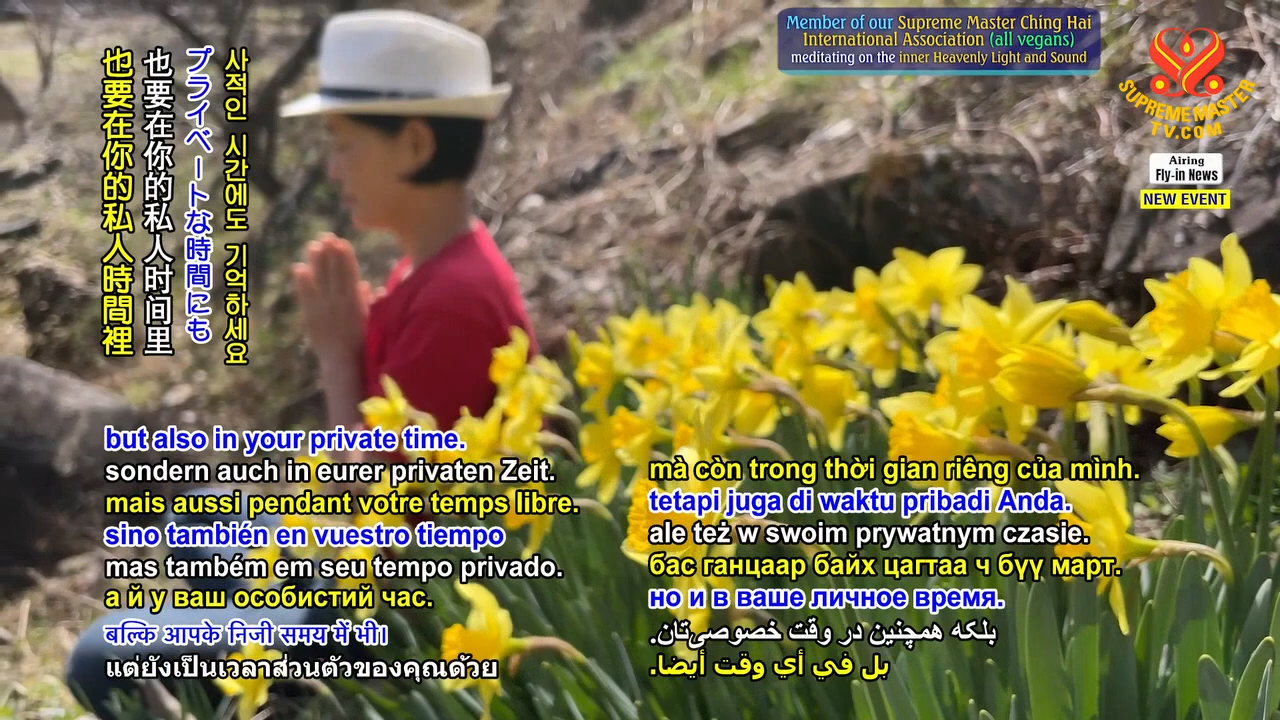 Member of our Supreme Master Ching Hai
International Association (all vegans)
meditating on the inner Heavenly Light and Sound
SUPREME MASTER
TV.COM
Airing
Fly-in News
NEW EVENT
사적인 시간에도 기억하세요
プライベートな時間にも
也要在你的私人时间里
也要在你的私人時間裡
but also in your private time.
sondern auch in eurer privaten Zeit.
mais aussi pendant votre temps libre.
sino también en vuestro tiempo
mas também em seu tempo privado.
а й у ваш особистий час.
बल्कि आपके निजी समय में भी।
แต่ยังเป็นเวลาส่วนตัวของคุณด้วย
mà còn trong thời gian riêng của mình.
tetapi juga di waktu pribadi Anda.
ale też w swoim prywatnym czasie.
бас ганцаар байх цагтаа ч бүү март.
но и в ваше личное время.
بلکه همچنین در وقت خصوصی‌تان.
بل في أي وقت أيضا.